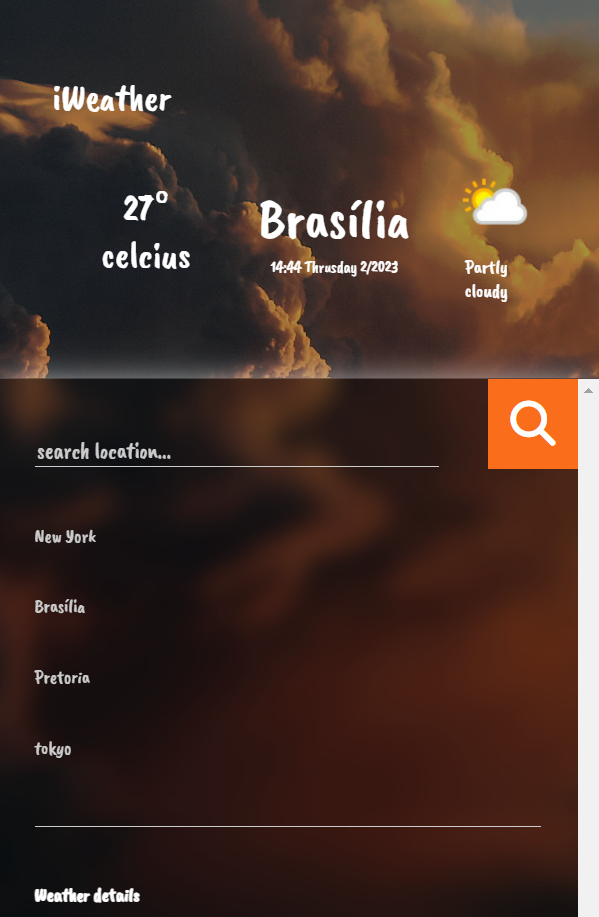 iWeather
27°
celcius
Brasília
14:44 Thrusday 2/2023
Partly
cloudy
search location...
New York
Brasília
Pretoria
tokyo
Weather details